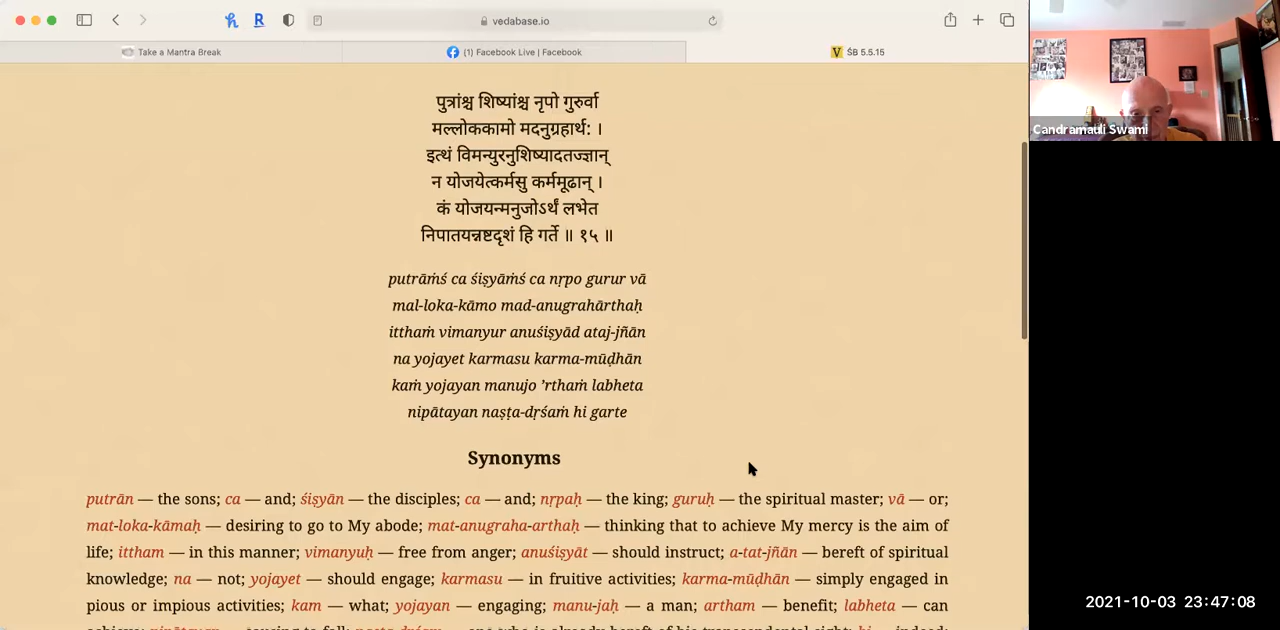 vedabase.io
Take a Mantra Break
(1) Facebook Live | Facebook
V ŚB 5.5.15
पुत्रांश्च शिष्यांश्च नृपो गुरुर्वा
मल्लोककामो मदनुग्रहार्थ: ।
इत्थं विमन्युरनुशिष्यादतज्ज्ञान्
न योजयेत्कर्मसु कर्ममूढान् ।
कं योजयन्मनुजोऽर्थं लभेत
निपातयन्नष्टदृशं हि गर्ते ॥ १५ ॥
putrāṁś ca śiṣyāṁś ca nṛpo gurur vā
mal-loka-kāmo mad-anugrahārthaḥ
itthaṁ vimanyur anuśiṣyād ataj-jñān
na yojayet karmasu karma-mūḍhān
kaṁ yojayan manujo ’rthaṁ labheta
nipātayan naṣṭa-dṛśaṁ hi garte
Synonyms
putrān — the sons; ca — and; śiṣyān — the disciples; ca — and; nṛpaḥ — the king; guruḥ — the spiritual master; vā — or;
mat-loka-kāmaḥ — desiring to go to My abode; mat-anugraha-arthaḥ — thinking that to achieve My mercy is the aim of
life; ittham — in this manner; vimanyuḥ — free from anger; anuśiṣyāt — should instruct; a-tat-jñān — bereft of spiritual
knowledge; na — not; yojayet — should engage; karmasu — in fruitive activities; karma-mūḍhān — simply engaged in
pious or impious activities; kam — what; yojayan — engaging; manu-jaḥ — a man; artham — benefit; labheta — can
Candramauli Swami
2021-10-03 23:47:08